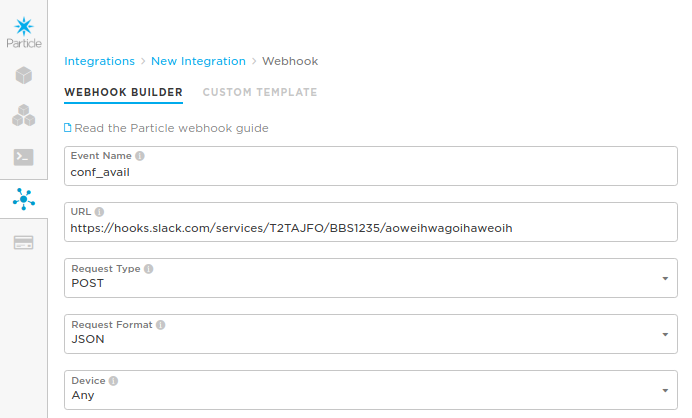 Particle
Integrations > New Integration > Webhook
WEBHOOK BUILDER CUSTOM TEMPLATE
Read the Particle webhook guide
Event Name
conf_avail
URL
https://hooks.slack.com/services/T2TAJFO/BBS1235/aoweihwagoihaweoih
Request Type
POST
Request Format
JSON
Device
Any